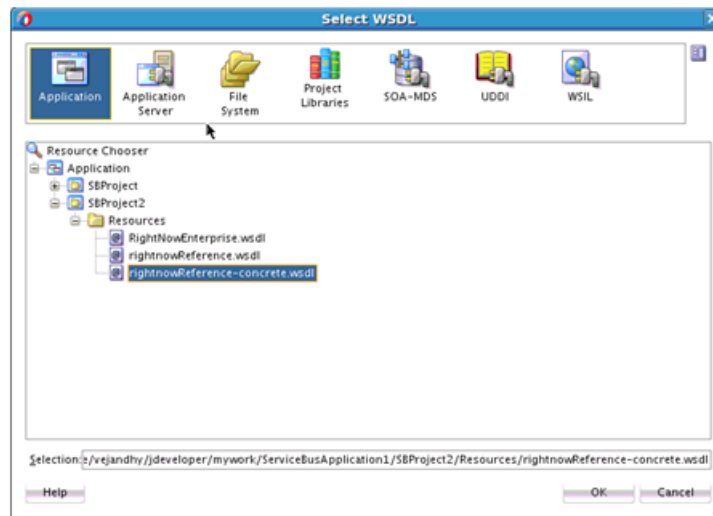 Select WSDL
Application
Application Server
File System
Project Libraries
SOA-MDS
UDDI
WSIL
Resource Chooser
Application
SBProject
SBProject2
Resources
RightNowEnterprise.wsdl
rightnowReference.wsdl
rightnowReference-concrete.wsdl
Selection: e/vejandhy/jdeveloper/mywork/ServiceBusApplication1/SBProject2/Resources/rightnowReference-concrete.wsdl
Help
OK
Cancel